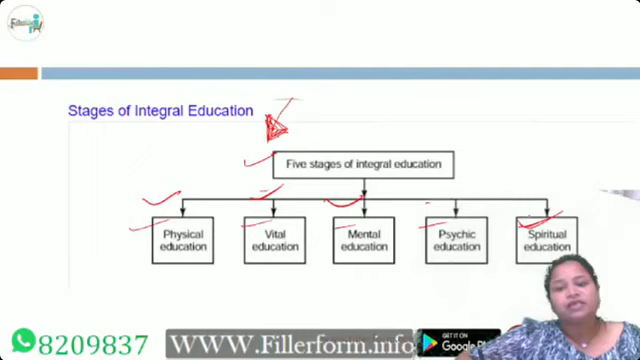 Fillerform
Stages of Integral Education
Five stages of integral education
Physical education
Vital education
Mental education
Psychic education
Spiritual education
8209837
WWW.Fillerform.info
GET IT ON
Google Play